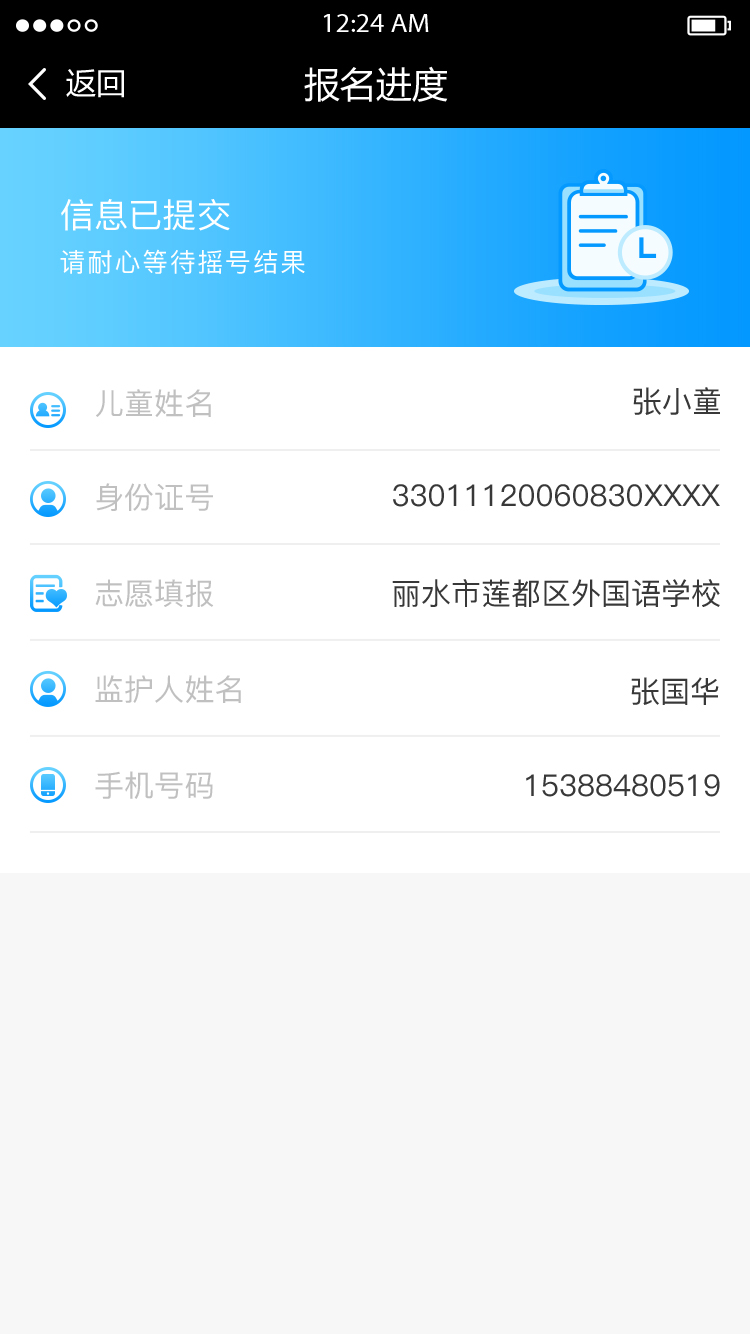 12:24 AM
返回
报名进度
信息已提交
请耐心等待摇号结果
儿童姓名 张小童
身份证号 33011120060830XXXX
志愿填报 丽水市莲都区外国语学校
监护人姓名 张国华
手机号码 15388480519